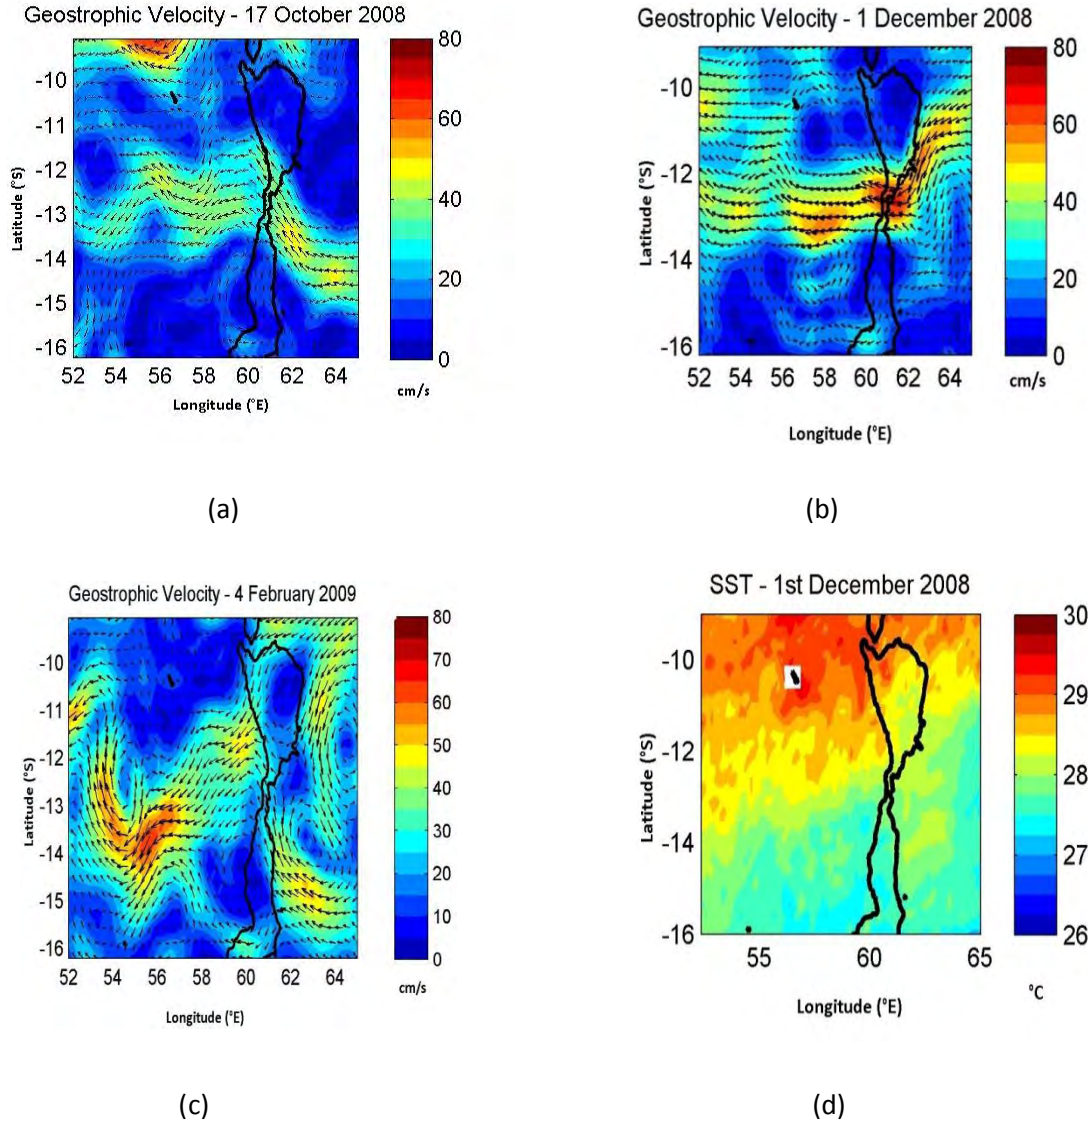 Geostrophic Velocity - 17 October 2008
-10
-11
-12
-13
-14
-15
-16
Latitude (°S)
52 54 56 58 60 62 64
Longitude (°E)
80
60
40
20
0
cm/s
(a)
Geostrophic Velocity - 1 December 2008
-10
-11
-12
-13
-14
-15
-16
Latitude (°S)
52 54 56 58 60 62 64
Longitude (°E)
80
60
40
20
0
cm/s
(b)
Geostrophic Velocity - 4 February 2009
-10
-11
-12
-13
-14
-15
-16
Latitude (°S)
52 54 56 58 60 62 64
Longitude (°E)
80
70
60
50
40
30
20
10
0
cm/s
(c)
SST - 1st December 2008
-10
-12
-14
-16
Latitude (°S)
55 60 65
Longitude (°E)
30
29
28
27
26
°C
(d)